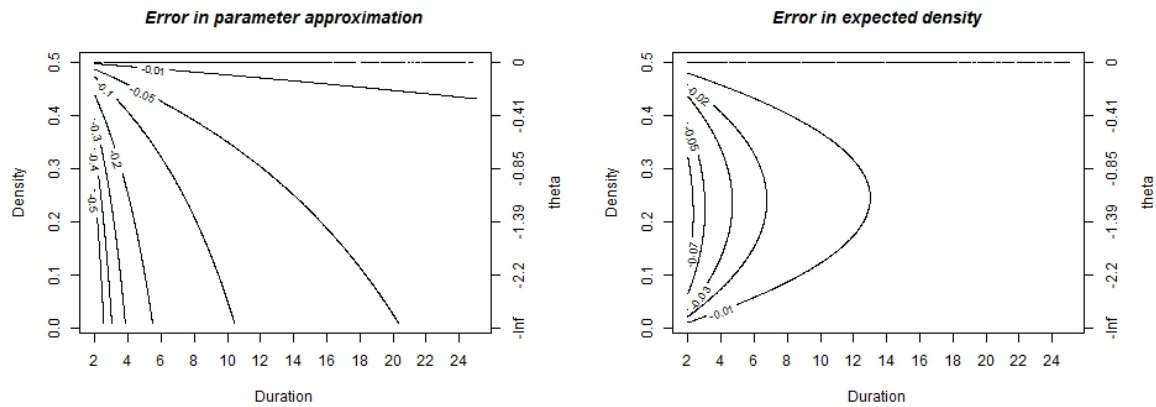 Error in parameter approximation
0.5
0.4
0.3
0.2
0.1
0.0
Density
-0.01
-0.05
-0.1
-0.2
-0.3
-0.4
-0.5
0
-0.41
-0.85
-1.39
-2.2
-Inf
theta
2 4 6 8 10 12 14 16 18 20 22 24
Duration
Error in expected density
0.5
0.4
0.3
0.2
0.1
0.0
Density
-0.02
-0.05
-0.07
-0.03
-0.01
0
-0.41
-0.85
-1.39
-2.2
-Inf
theta
2 4 6 8 10 12 14 16 18 20 22 24
Duration